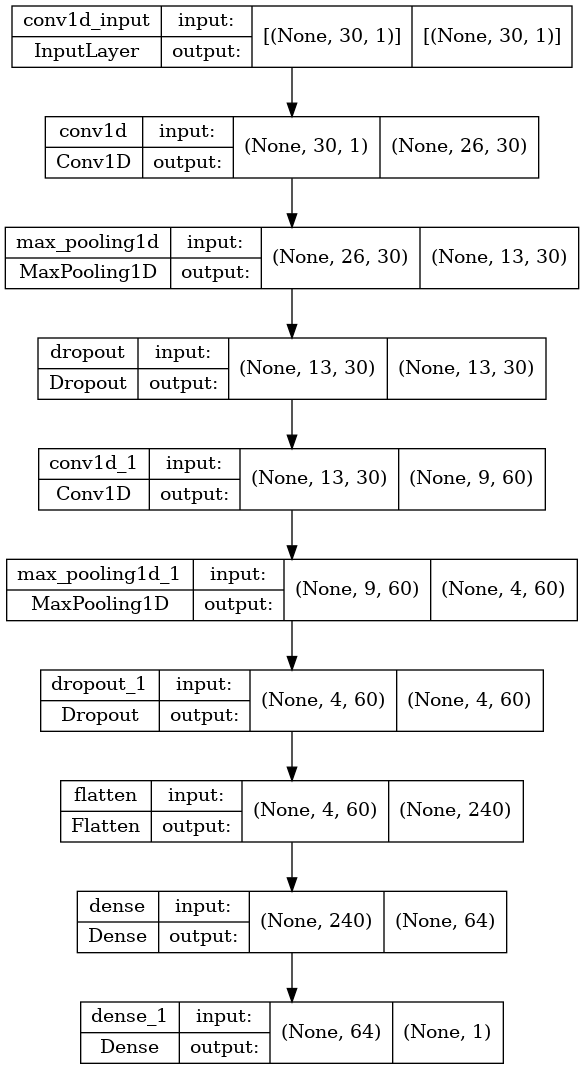 conv1d_input input: [(None, 30, 1)] [(None, 30, 1)]
InputLayer output:
conv1d input: (None, 30, 1) (None, 26, 30)
Conv1D output:
max_pooling1d input: (None, 26, 30) (None, 13, 30)
MaxPooling1D output:
dropout input: (None, 13, 30) (None, 13, 30)
Dropout output:
conv1d_1 input: (None, 13, 30) (None, 9, 60)
Conv1D output:
max_pooling1d_1 input: (None, 9, 60) (None, 4, 60)
MaxPooling1D output:
dropout_1 input: (None, 4, 60) (None, 4, 60)
Dropout output:
flatten input: (None, 4, 60) (None, 240)
Flatten output:
dense input: (None, 240) (None, 64)
Dense output:
dense_1 input: (None, 64) (None, 1)
Dense output: